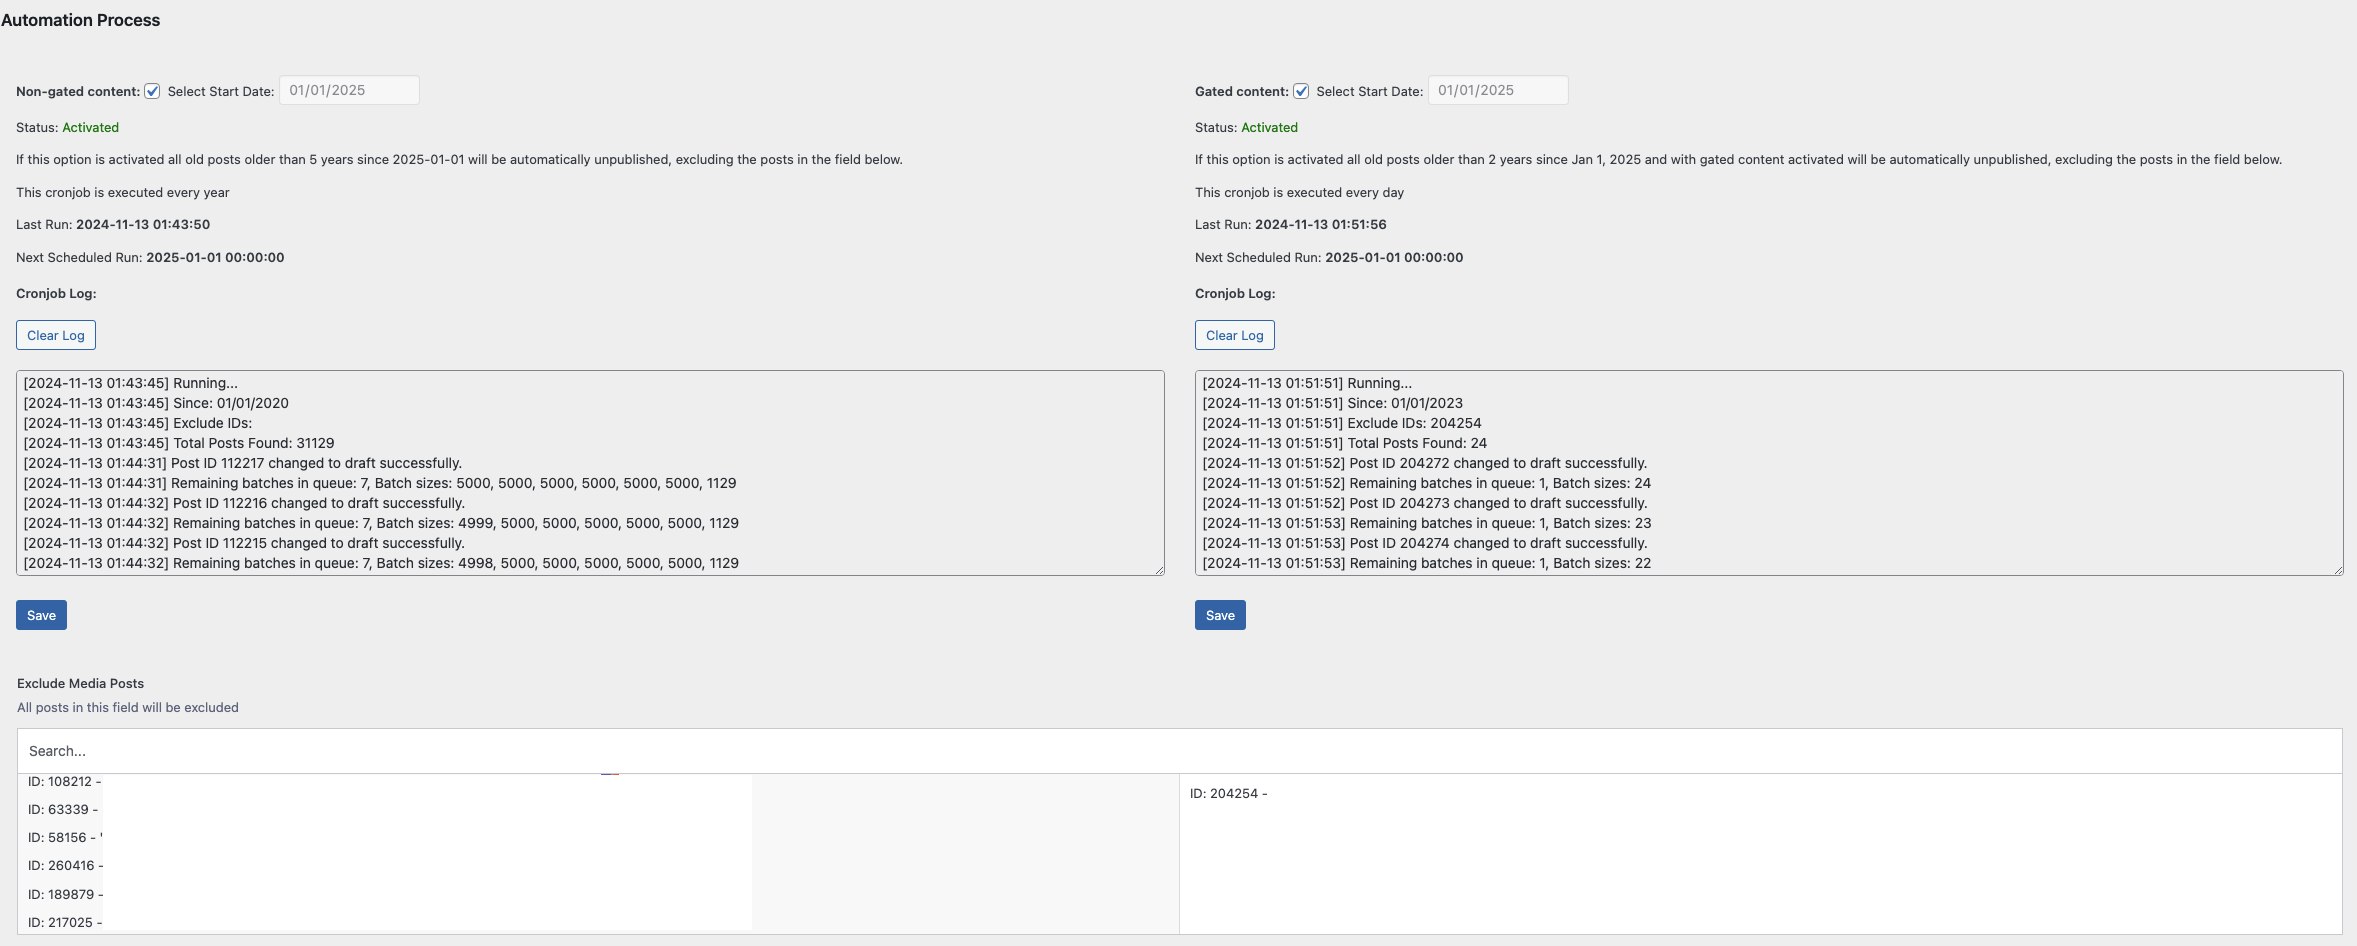 Automation Process
Non-gated content: Select Start Date: 01/01/2025
Status: Activated
If this option is activated all old posts older than 5 years since 2025-01-01 will be automatically unpublished, excluding the posts in the field below.
This cronjob is executed every year
Last Run: 2024-11-13 01:43:50
Next Scheduled Run: 2025-01-01 00:00:00
Cronjob Log:
Clear Log
[2024-11-13 01:43:45] Running...
[2024-11-13 01:43:45] Since: 01/01/2020
[2024-11-13 01:43:45] Exclude IDs:
[2024-11-13 01:43:45] Total Posts Found: 31129
[2024-11-13 01:44:31] Post ID 112217 changed to draft successfully.
[2024-11-13 01:44:31] Remaining batches in queue: 7, Batch sizes: 5000, 5000, 5000, 5000, 5000, 5000, 1129
[2024-11-13 01:44:32] Post ID 112216 changed to draft successfully.
[2024-11-13 01:44:32] Remaining batches in queue: 7, Batch sizes: 4999, 5000, 5000, 5000, 5000, 5000, 1129
[2024-11-13 01:44:32] Post ID 112215 changed to draft successfully.
[2024-11-13 01:44:32] Remaining batches in queue: 7, Batch sizes: 4998, 5000, 5000, 5000, 5000, 5000, 1129
Save
Gated content: Select Start Date: 01/01/2025
Status: Activated
If this option is activated all old posts older than 2 years since Jan 1, 2025 and with gated content activated will be automatically unpublished, excluding the posts in the field below.
This cronjob is executed every day
Last Run: 2024-11-13 01:51:56
Next Scheduled Run: 2025-01-01 00:00:00
Cronjob Log:
Clear Log
[2024-11-13 01:51:51] Running...
[2024-11-13 01:51:51] Since: 01/01/2023
[2024-11-13 01:51:51] Exclude IDs: 204254
[2024-11-13 01:51:51] Total Posts Found: 24
[2024-11-13 01:51:52] Post ID 204272 changed to draft successfully.
[2024-11-13 01:51:52] Remaining batches in queue: 1, Batch sizes: 24
[2024-11-13 01:51:52] Post ID 204273 changed to draft successfully.
[2024-11-13 01:51:53] Remaining batches in queue: 1, Batch sizes: 23
[2024-11-13 01:51:53] Post ID 204274 changed to draft successfully.
[2024-11-13 01:51:53] Remaining batches in queue: 1, Batch sizes: 22
Save
Exclude Media Posts
All posts in this field will be excluded
Search...
ID: 108212 -
ID: 63339 -
ID: 58156 - '
ID: 260416 -
ID: 189879 -
ID: 217025 -
ID: 204254 -